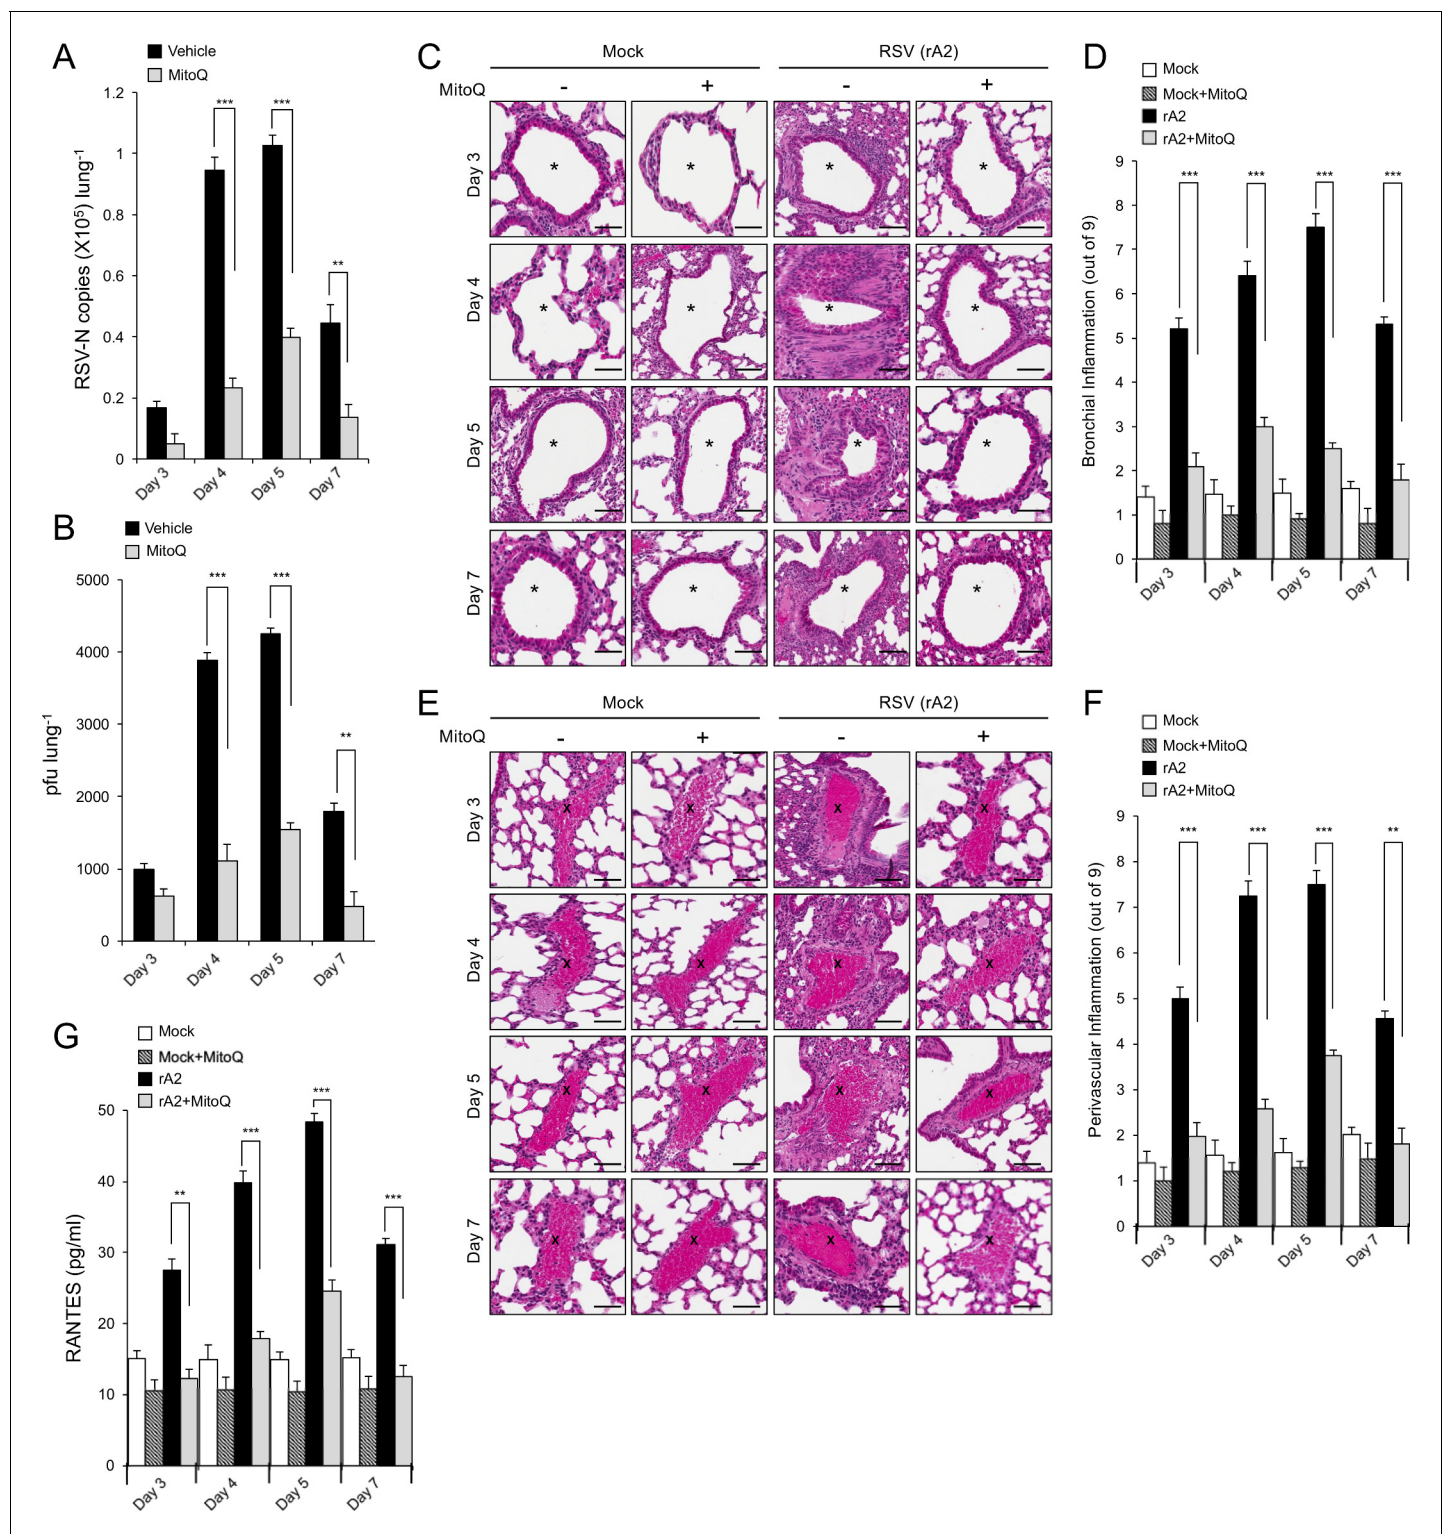 A
Vehicle
MitoQ
RSV-N copies (X10⁵) lung⁻¹
1.2
1
0.8
0.6
0.4
0.2
0
*** *** **
Day 3 Day 4 Day 5 Day 7
B
Vehicle
MitoQ
pfu lung⁻¹
5000
4000
3000
2000
1000
0
*** *** **
Day 3 Day 4 Day 5 Day 7
G
Mock
Mock+MitoQ
rA2
rA2+MitoQ
RANTES (pg/ml)
50
40
30
20
10
0
** *** *** ***
Day 3 Day 4 Day 5 Day 7
C
Mock RSV (rA2)
MitoQ - + - +
Day 3 * * * *
Day 4 * * * *
Day 5 * * * *
Day 7 * * * *
E
Mock RSV (rA2)
MitoQ - + - +
Day 3 x x x x
Day 4 x x x x
Day 5 x x x x
Day 7 x x x x
D
Mock
Mock+MitoQ
rA2
rA2+MitoQ
Bronchial Inflammation (out of 9)
9
8
7
6
5
4
3
2
1
0
*** *** *** ***
Day 3 Day 4 Day 5 Day 7
F
Mock
Mock+MitoQ
rA2
rA2+MitoQ
Perivascular Inflammation (out of 9)
9
8
7
6
5
4
3
2
1
0
*** *** *** **
Day 3 Day 4 Day 5 Day 7